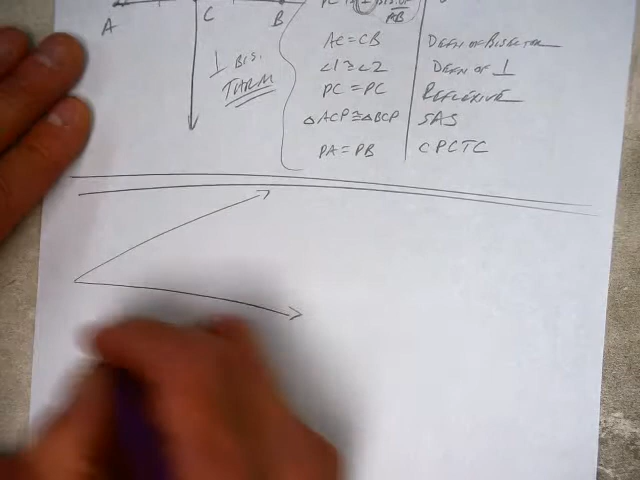 A C B
⊥ BIS.
THRM
AC = CB DEFN OF BISECTOR
∠1 ≅ ∠2 DEFN OF ⊥
PC = PC REFLEXIVE
△ACP ≅ △BCP SAS
PA = PB CPCTC